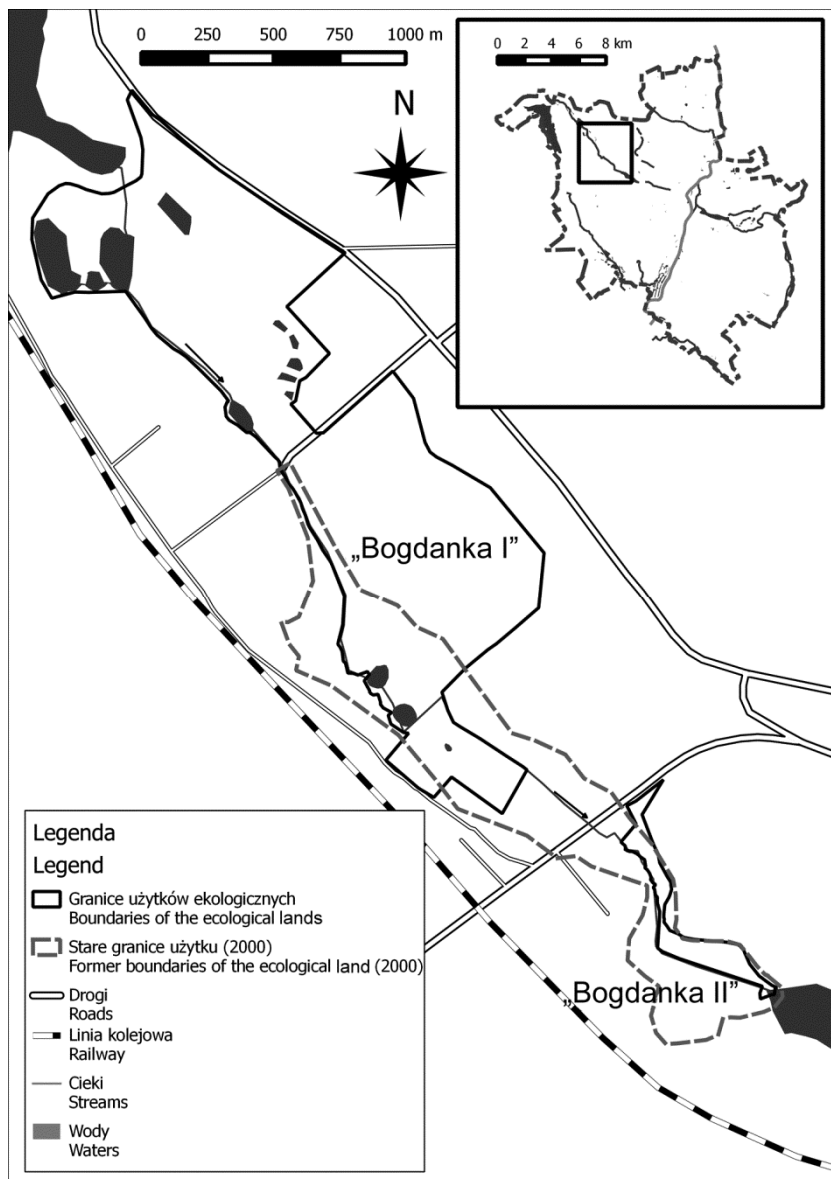 0 250 500 750 1000 m
N
0 2 4 6 8 km
„Bogdanka I”
„Bogdanka II”
Legenda
Legend
Granice użytków ekologicznych
Boundaries of the ecological lands
Stare granice użytku (2000)
Former boundaries of the ecological land (2000)
Drogi
Roads
Linia kolejowa
Railway
Cieki
Streams
Wody
Waters